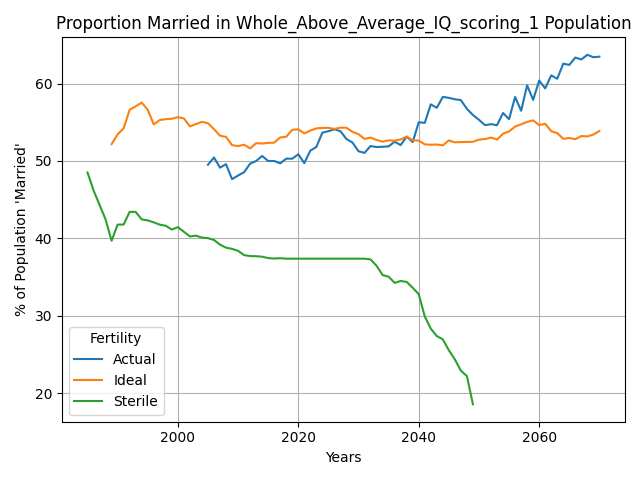 Proportion Married in Whole_Above_Average_IQ_scoring_1 Population
% of Population 'Married'
60
50
40
30
20
Fertility
Actual
Ideal
Sterile
2000
2020
2040
2060
Years